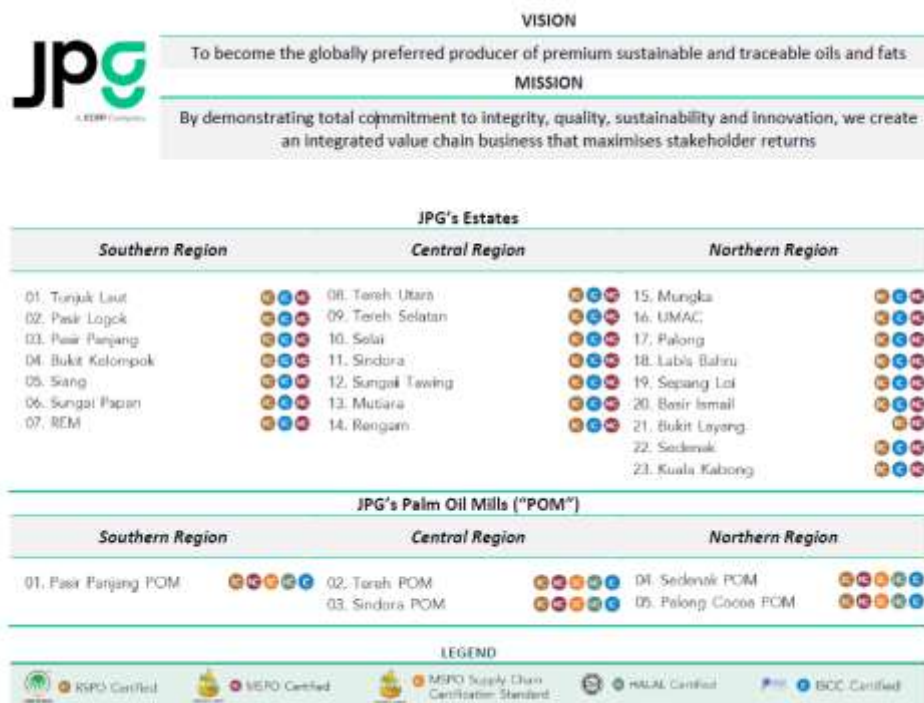 VISION
JPG
To become the globally preferred producer of premium sustainable and traceable oils and fats
MISSION
By demonstrating total commitment to integrity, quality, sustainability and innovation, we create
an integrated value chain business that maximises stakeholder returns
JPG's Estates
Southern Region Central Region Northern Region
01. Tunjuk Laut
02. Pasir Logok
03. Pasir Panjang
04. Bukit Kelompok
05. Siang
06. Sungai Papan
07. REM
08. Tereh Utara
09. Tereh Selatan
10. Selai
11. Sindora
12. Sungai Tawing
13. Mutiara
14. Rengam
15. Mungka
16. UMAC
17. Palong
18. Labis Bahru
19. Sepang Loi
20. Basir Ismail
21. Bukit Layang
22. Sedenak
23. Kuala Kabong
JPG's Palm Oil Mills ("POM")
Southern Region Central Region Northern Region
01. Pasir Panjang POM
02. Tereh POM
03. Sindora POM
04. Sedenak POM
05. Palong Cocoa POM
LEGEND
RSPO Certified
MSPO Certified
MSPO Supply Chain
Certification Standard
HALAL Certified
ISCC Certified